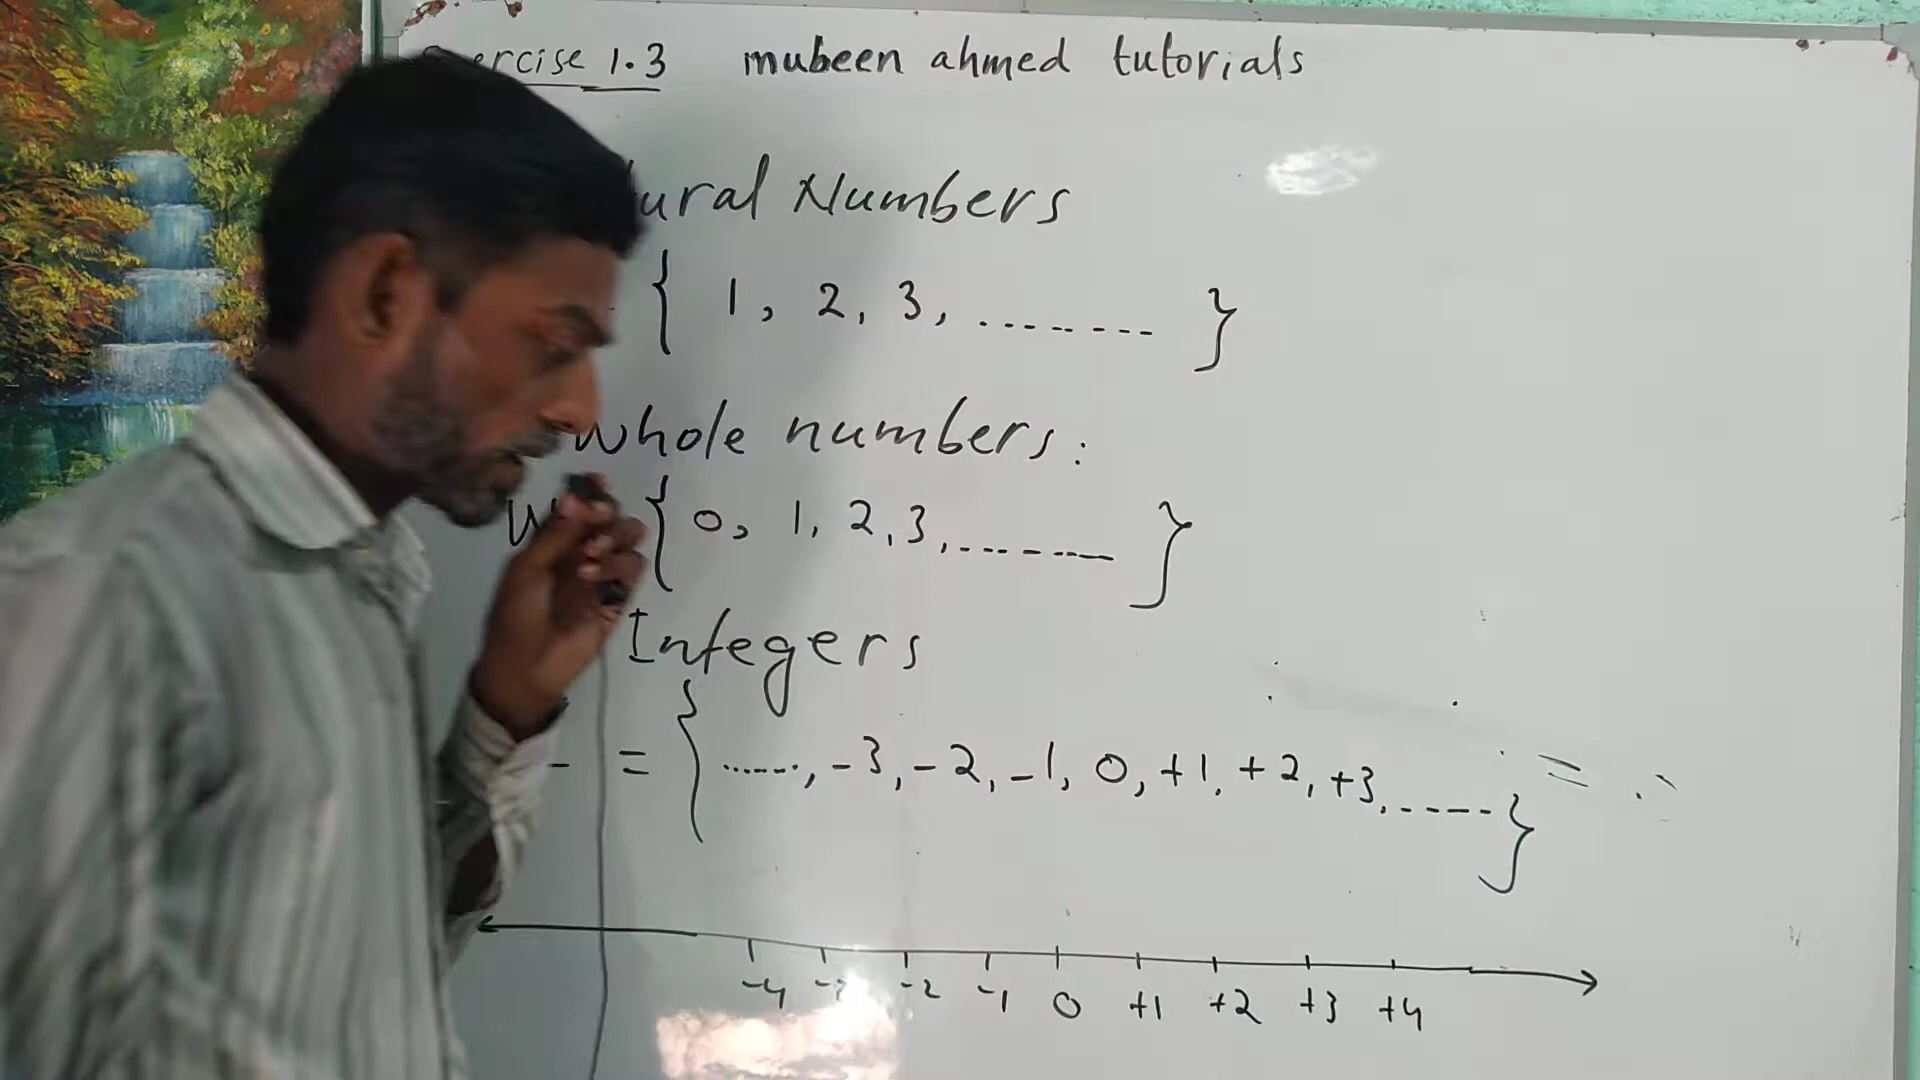 ercise 1.3 mubeen ahmed tutorials
ural Numbers
{ 1, 2, 3, ........ }
Whole numbers:
W { 0, 1, 2, 3, ........ }
Integers
= { ......, -3, -2, -1, 0, +1, +2, +3, ...... }
-4 -2 -1 0 +1 +2 +3 +4